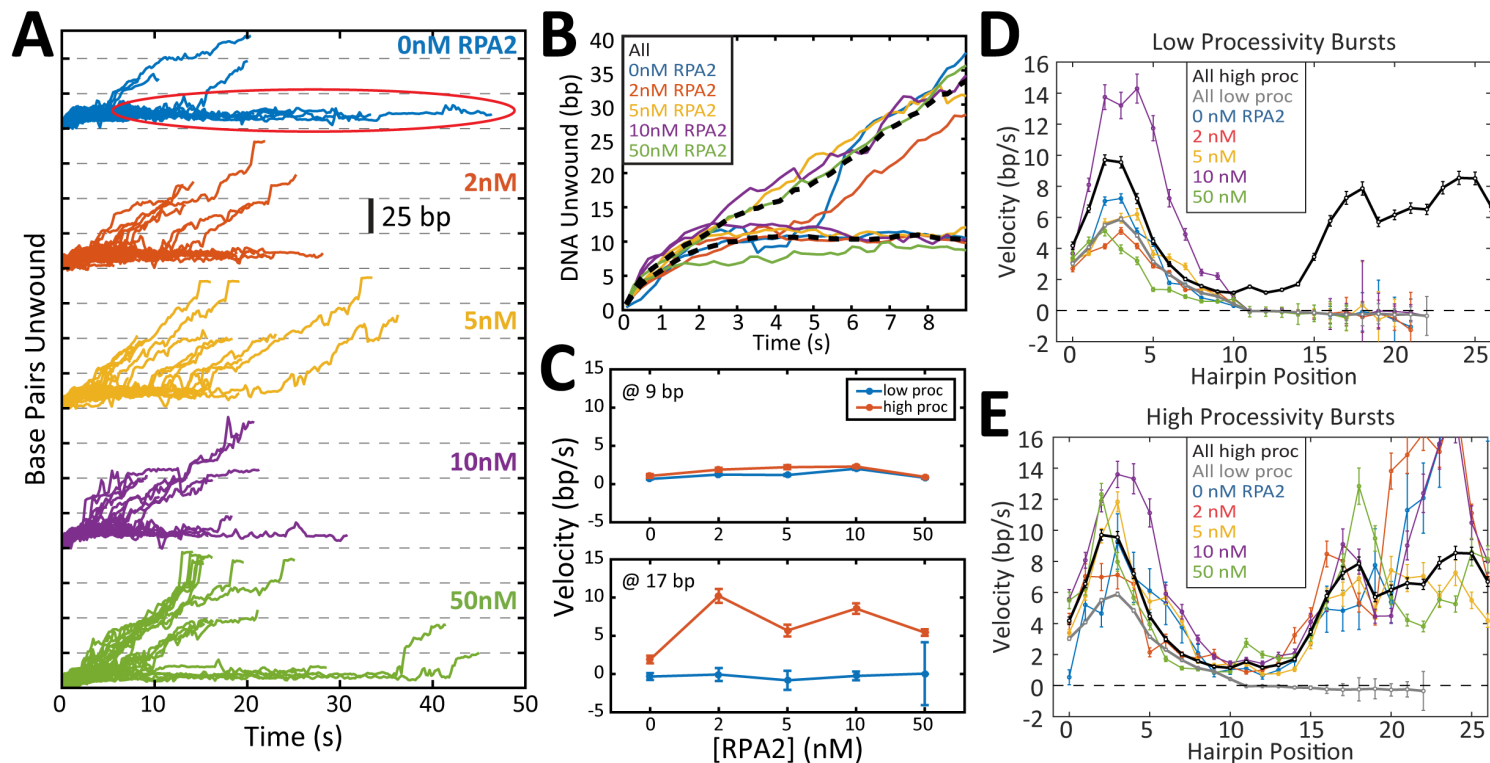 A
0nM RPA2
2nM
25 bp
5nM
10nM
50nM
Base Pairs Unwound
0 10 20 30 40 50
Time (s)
B
40
35
30
25
20
15
10
5
0
All
0nM RPA2
2nM RPA2
5nM RPA2
10nM RPA2
50nM RPA2
DNA Unwound (bp)
0 1 2 3 4 5 6 7 8
Time (s)
C
15
10
5
0
-5
@ 9 bp
low proc
high proc
0 2 5 10 50
Velocity (bp/s)
15
10
5
0
-5
@ 17 bp
0 2 5 10 50
[RPA2] (nM)
D
Low Processivity Bursts
16
14
12
10
8
6
4
2
0
-2
All high proc
All low proc
0 nM RPA2
2 nM
5 nM
10 nM
50 nM
Velocity (bp/s)
0 5 10 15 20 25
Hairpin Position
E
High Processivity Bursts
16
14
12
10
8
6
4
2
0
-2
All high proc
All low proc
0 nM RPA2
2 nM
5 nM
10 nM
50 nM
Velocity (bp/s)
0 5 10 15 20 25
Hairpin Position